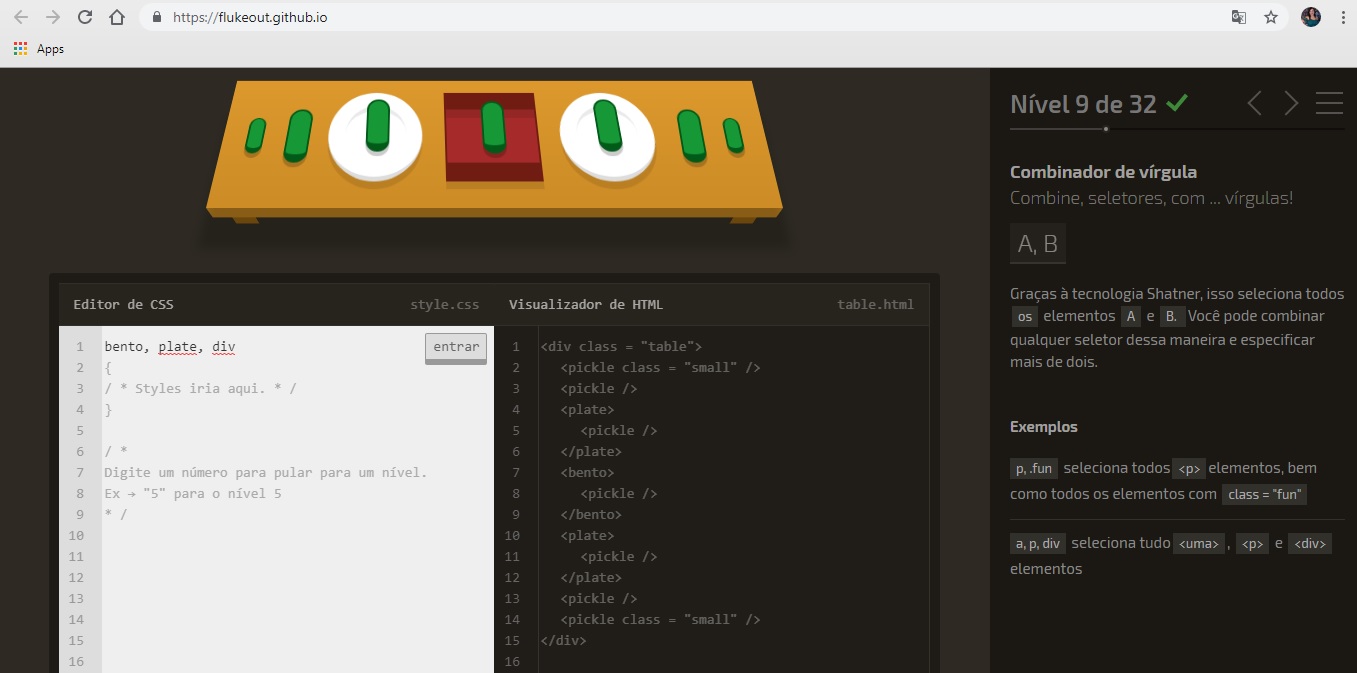 https://flukeout.github.io
Apps
Editor de CSS style.css
1 bento, plate, div entrar
2 {
3 / * Styles iria aqui. * /
4 }
5
6 / *
7 Digite um número para pular para um nível.
8 Ex → "5" para o nível 5
9 * /
10
11
12
13
14
15
16
Visualizador de HTML table.html
1 <div class = "table">
2 <pickle class = "small" />
3 <pickle />
4 <plate>
5 <pickle />
6 </plate>
7 <bento>
8 <pickle />
9 </bento>
10 <plate>
11 <pickle />
12 </plate>
13 <pickle />
14 <pickle class = "small" />
15 </div>
16
Nível 9 de 32
Combinador de vírgula
Combine, seletores, com ... vírgulas!
A, B
Graças à tecnologia Shatner, isso seleciona todos
os elementos A e B. Você pode combinar
qualquer seletor dessa maneira e especificar
mais de dois.
Exemplos
p, .fun seleciona todos <p> elementos, bem
como todos os elementos com class = "fun"
a, p, div seleciona tudo <uma> , <p> e <div>
elementos